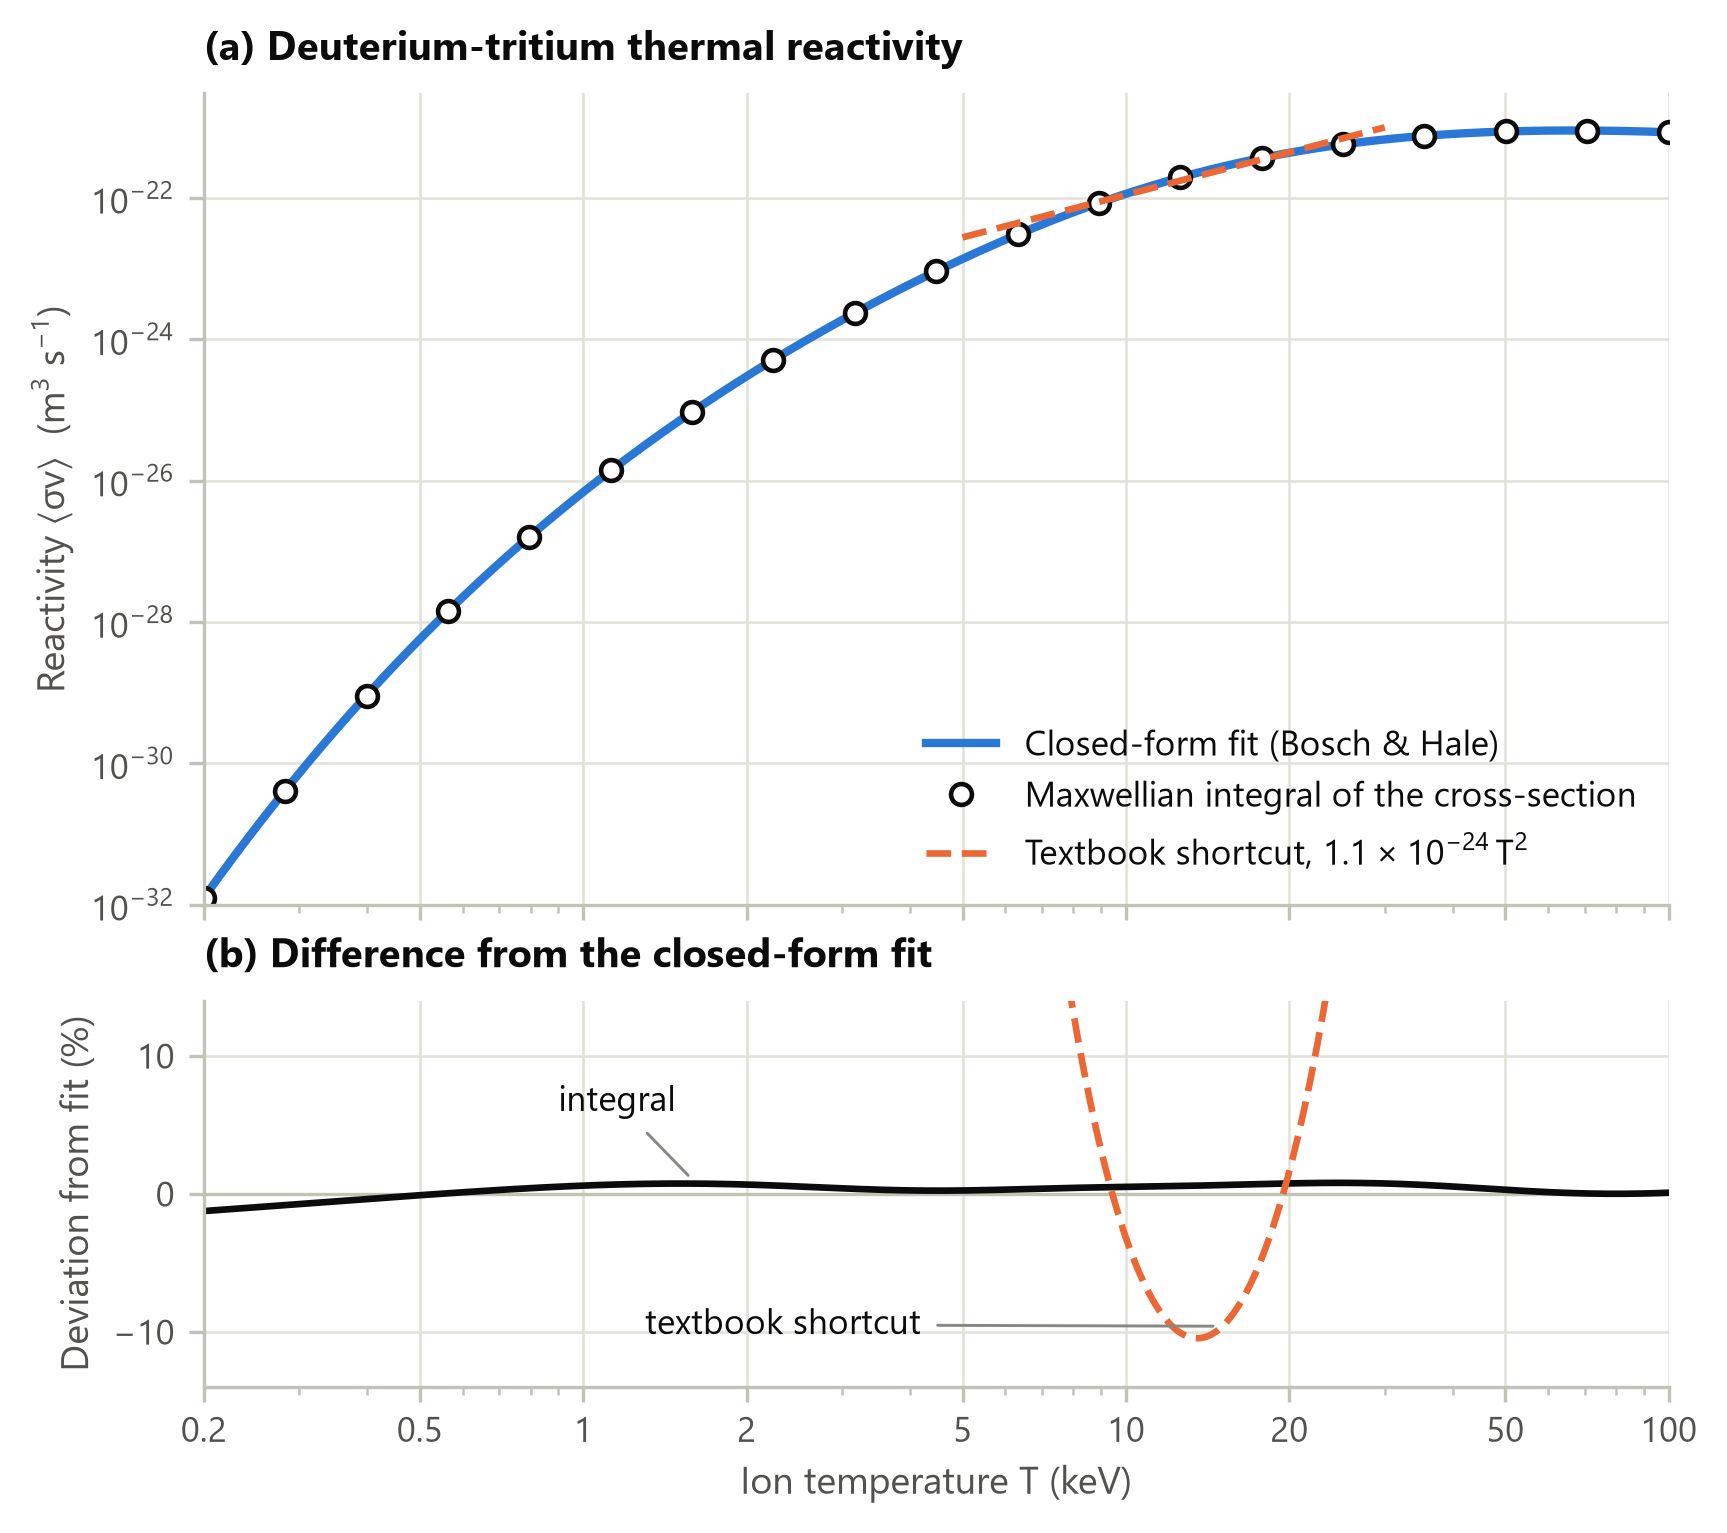 (a) Deuterium-tritium thermal reactivity
Reactivity ⟨σv⟩ (m³ s⁻¹)
10⁻²²
10⁻²⁴
10⁻²⁶
10⁻²⁸
10⁻³⁰
10⁻³²
Closed-form fit (Bosch & Hale)
Maxwellian integral of the cross-section
Textbook shortcut, 1.1 × 10⁻²⁴ T²
(b) Difference from the closed-form fit
Deviation from fit (%)
10
0
−10
integral
textbook shortcut
0.2 0.5 1 2 5 10 20 50 100
Ion temperature T (keV)